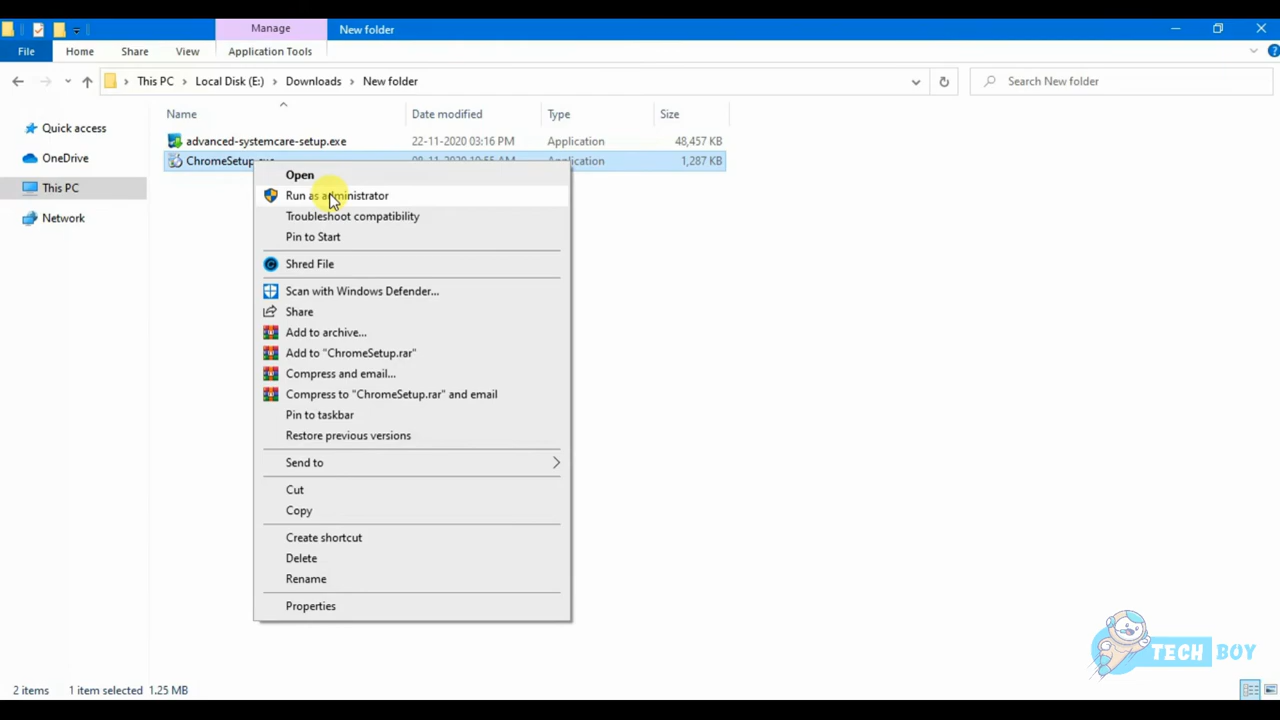 Manage
New folder
File
Home
Share
View
Application Tools
This PC
Local Disk (E:)
Downloads
New folder
Search New folder
Name
Date modified
Type
Size
Quick access
OneDrive
This PC
Network
advanced-systemcare-setup.exe
22-11-2020 03:16 PM
Application
48,457 KB
ChromeSetup.exe
Application
1,287 KB
Open
Run as administrator
Troubleshoot compatibility
Pin to Start
Shred File
Scan with Windows Defender...
Share
Add to archive...
Add to "ChromeSetup.rar"
Compress and email...
Compress to "ChromeSetup.rar" and email
Pin to taskbar
Restore previous versions
Send to
Cut
Copy
Create shortcut
Delete
Rename
Properties
2 items
1 item selected 1.25 MB
TECH BOY